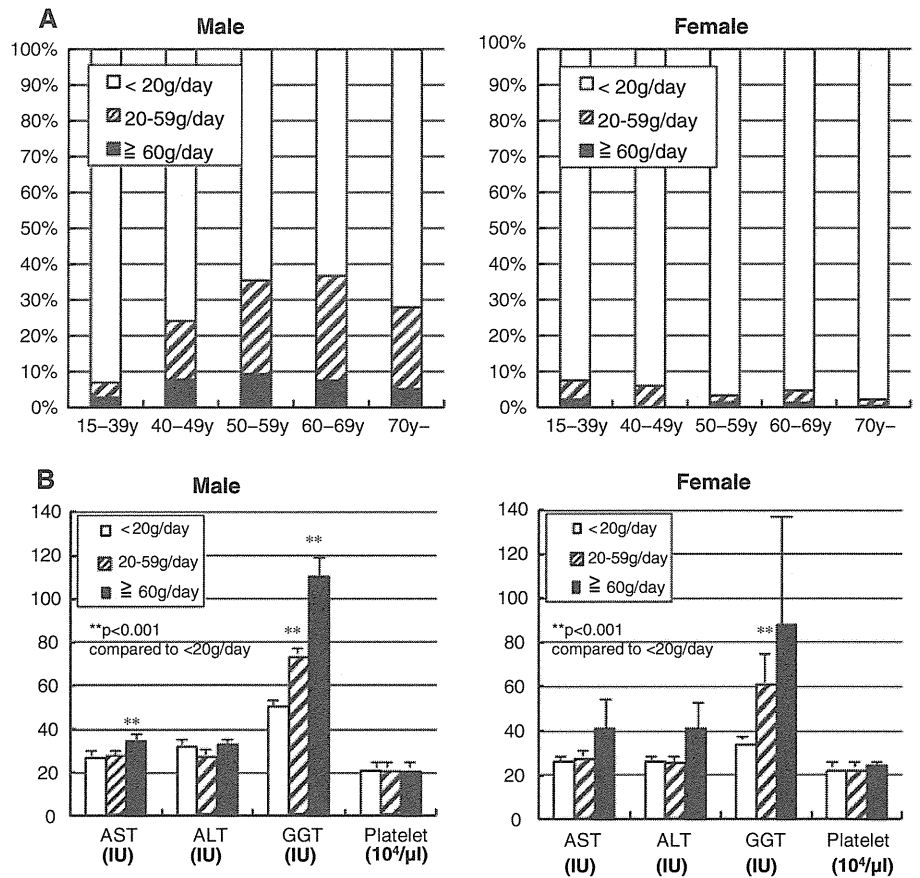 A
Male
100%
90%
80%
70%
60%
50%
40%
30%
20%
10%
0%
< 20g/day
20-59g/day
≧ 60g/day
15–39y 40–49y 50–59y 60–69y 70y–
Female
100%
90%
80%
70%
60%
50%
40%
30%
20%
10%
0%
< 20g/day
20-59g/day
≧ 60g/day
15–39y 40–49y 50–59y 60–69y 70y–
B
Male
140
120
100
80
60
40
20
0
<20g/day
20-59g/day
≧ 60g/day
**p<0.001
compared to <20g/day
**
**
**
AST ALT GGT Platelet
(IU) (IU) (IU) (10⁴/µl)
Female
140
120
100
80
60
40
20
0
<20g/day
20-59g/day
≧ 60g/day
**p<0.001
compared to <20g/day
**
AST ALT GGT Platelet
(IU) (IU) (IU) (10⁴/µl)